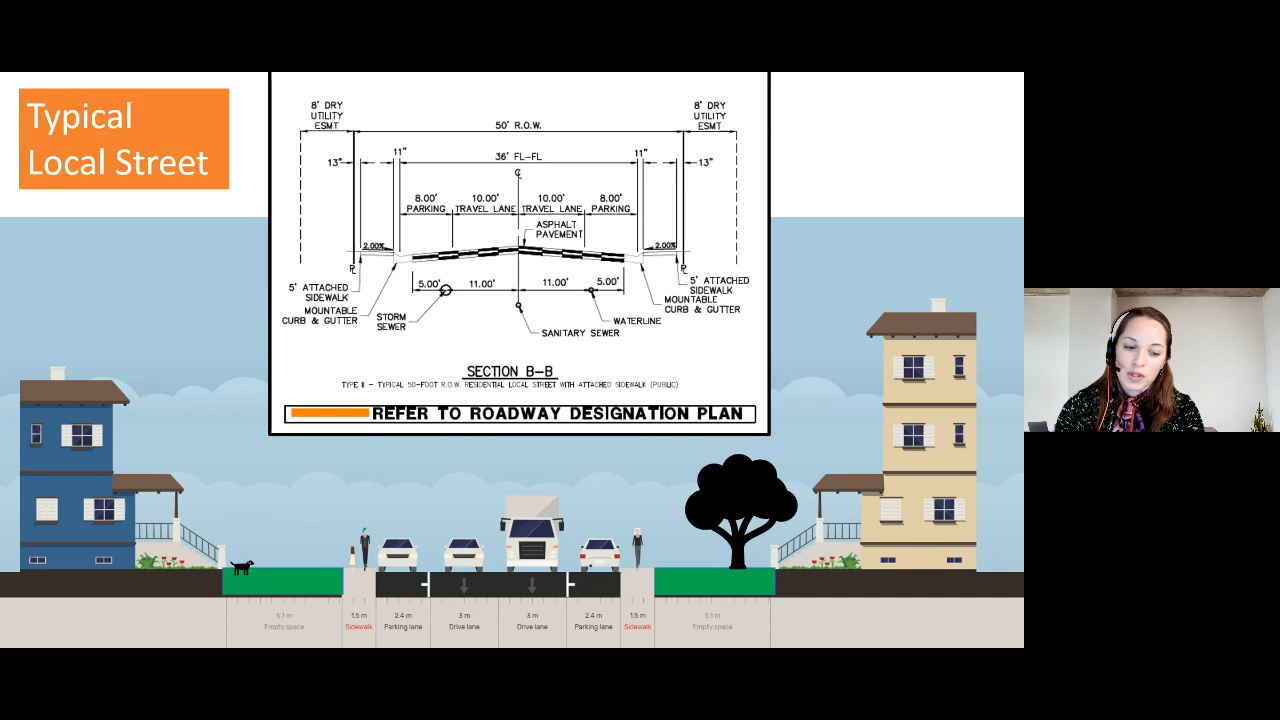 Typical
Local Street
8' DRY
UTILITY
ESMT
8' DRY
UTILITY
ESMT
50' R.O.W.
13"
11"
36' FL-FL
11"
13"
℄
8.00'
PARKING
10.00'
TRAVEL LANE
10.00'
TRAVEL LANE
8.00'
PARKING
ASPHALT
PAVEMENT
2.00%
2.00%
5.00'
11.00'
11.00'
5.00'
5' ATTACHED
SIDEWALK
5' ATTACHED
SIDEWALK
MOUNTABLE
CURB & GUTTER
MOUNTABLE
CURB & GUTTER
STORM
SEWER
WATERLINE
SANITARY SEWER
SECTION B-B
TYPE II - TYPICAL 50-FOOT R.O.W. RESIDENTIAL LOCAL STREET WITH ATTACHED SIDEWALK (PUBLIC)
REFER TO ROADWAY DESIGNATION PLAN
5.1 m
Empty space
1.5 m
Sidewalk
2.4 m
Parking lane
3 m
Drive lane
3 m
Drive lane
2.4 m
Parking lane
1.5 m
Sidewalk
5.1 m
Empty space